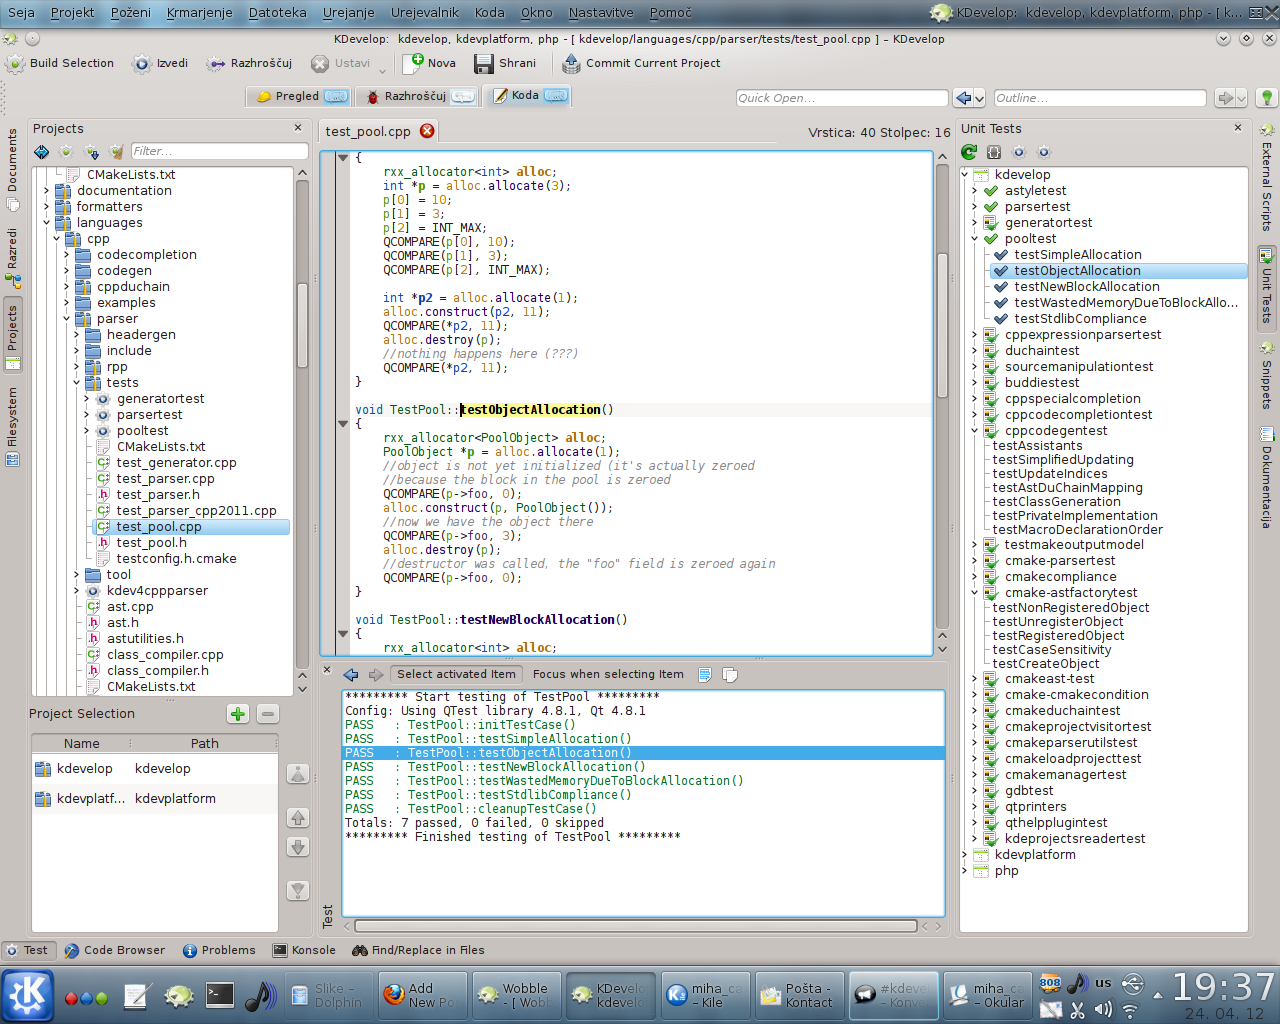 Seja Projekt Poženi Krmarjenje Datoteka Urejanje Urejevalnik Koda Okno Nastavitve Pomoč
KDevelop: kdevelop, kdevplatform, php - [ k...
KDevelop: kdevelop, kdevplatform, php - [ kdevelop/languages/cpp/parser/tests/test_pool.cpp ] – KDevelop
Build Selection Izvedi Razhroščuj Ustavi Nova Shrani Commit Current Project
Pregled Razhroščuj Koda
Quick Open...
Outline...
Documents
Razredi
Projects
Filesystem
Projects
Filter...
CMakeLists.txt
documentation
formatters
languages
cpp
codecompletion
codegen
cppduchain
examples
parser
headergen
include
rpp
tests
generatortest
parsertest
pooltest
CMakeLists.txt
test_generator.cpp
test_parser.cpp
test_parser.h
test_parser_cpp2011.cpp
test_pool.cpp
test_pool.h
testconfig.h.cmake
tool
kdev4cppparser
ast.cpp
ast.h
astutilities.h
class_compiler.cpp
class_compiler.h
CMakeLists.txt
Project Selection
Name Path
kdevelop kdevelop
kdevplatf... kdevplatform
test_pool.cpp
Vrstica: 40 Stolpec: 16
{
rxx_allocator<int> alloc;
int *p = alloc.allocate(3);
p[0] = 10;
p[1] = 3;
p[2] = INT_MAX;
QCOMPARE(p[0], 10);
QCOMPARE(p[1], 3);
QCOMPARE(p[2], INT_MAX);
int *p2 = alloc.allocate(1);
alloc.construct(p2, 11);
QCOMPARE(*p2, 11);
alloc.destroy(p);
//nothing happens here (???)
QCOMPARE(*p2, 11);
}
void TestPool::testObjectAllocation()
{
rxx_allocator<PoolObject> alloc;
PoolObject *p = alloc.allocate(1);
//object is not yet initialized (it's actually zeroed
//because the block in the pool is zeroed
QCOMPARE(p->foo, 0);
alloc.construct(p, PoolObject());
//now we have the object there
QCOMPARE(p->foo, 3);
alloc.destroy(p);
//destructor was called, the "foo" field is zeroed again
QCOMPARE(p->foo, 0);
}
void TestPool::testNewBlockAllocation()
{
rxx_allocator<int> alloc;
Select activated Item Focus when selecting Item
Test
********* Start testing of TestPool *********
Config: Using QTest library 4.8.1, Qt 4.8.1
PASS : TestPool::initTestCase()
PASS : TestPool::testSimpleAllocation()
PASS : TestPool::testObjectAllocation()
PASS : TestPool::testNewBlockAllocation()
PASS : TestPool::testWastedMemoryDueToBlockAllocation()
PASS : TestPool::testStdlibCompliance()
PASS : TestPool::cleanupTestCase()
Totals: 7 passed, 0 failed, 0 skipped
********* Finished testing of TestPool *********
Unit Tests
kdevelop
astyletest
parsertest
generatortest
pooltest
testSimpleAllocation
testObjectAllocation
testNewBlockAllocation
testWastedMemoryDueToBlockAllo...
testStdlibCompliance
cppexpressionparsertest
duchaintest
sourcemanipulationtest
buddiestest
cppspecialcompletion
cppcodecompletiontest
cppcodegentest
testAssistants
testSimplifiedUpdating
testUpdateIndices
testAstDuChainMapping
testClassGeneration
testPrivateImplementation
testMacroDeclarationOrder
testmakeoutputmodel
cmake-parsertest
cmakecompliance
cmake-astfactorytest
testNonRegisteredObject
testUnregisterObject
testRegisteredObject
testCaseSensitivity
testCreateObject
cmakeast-test
cmake-cmakecondition
cmakeduchaintest
cmakeprojectvisitortest
cmakeparserutilstest
cmakeloadprojecttest
cmakemanagertest
gdbtest
qtprinters
qthelpplugintest
kdeprojectsreadertest
kdevplatform
php
External Scripts
Unit Tests
Snippets
Dokumentacija
Test Code Browser Problems Konsole Find/Replace in Files
Slike – Dolphin
Add New Po
Wobble - [ Wobb
KDevelo kdevelo
miha_ca – Kile
Pošta – Kontact
#kdevel – Konver
miha_ca – Okular
808
us
19:37
24. 04. 12